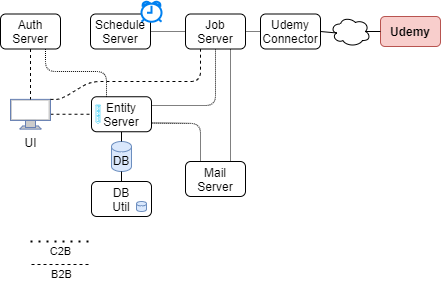 Auth
Server
Schedule
Server
Job
Server
Udemy
Connector
Udemy
Entity
Server
UI
DB
Mail
Server
DB
Util
C2B
B2B